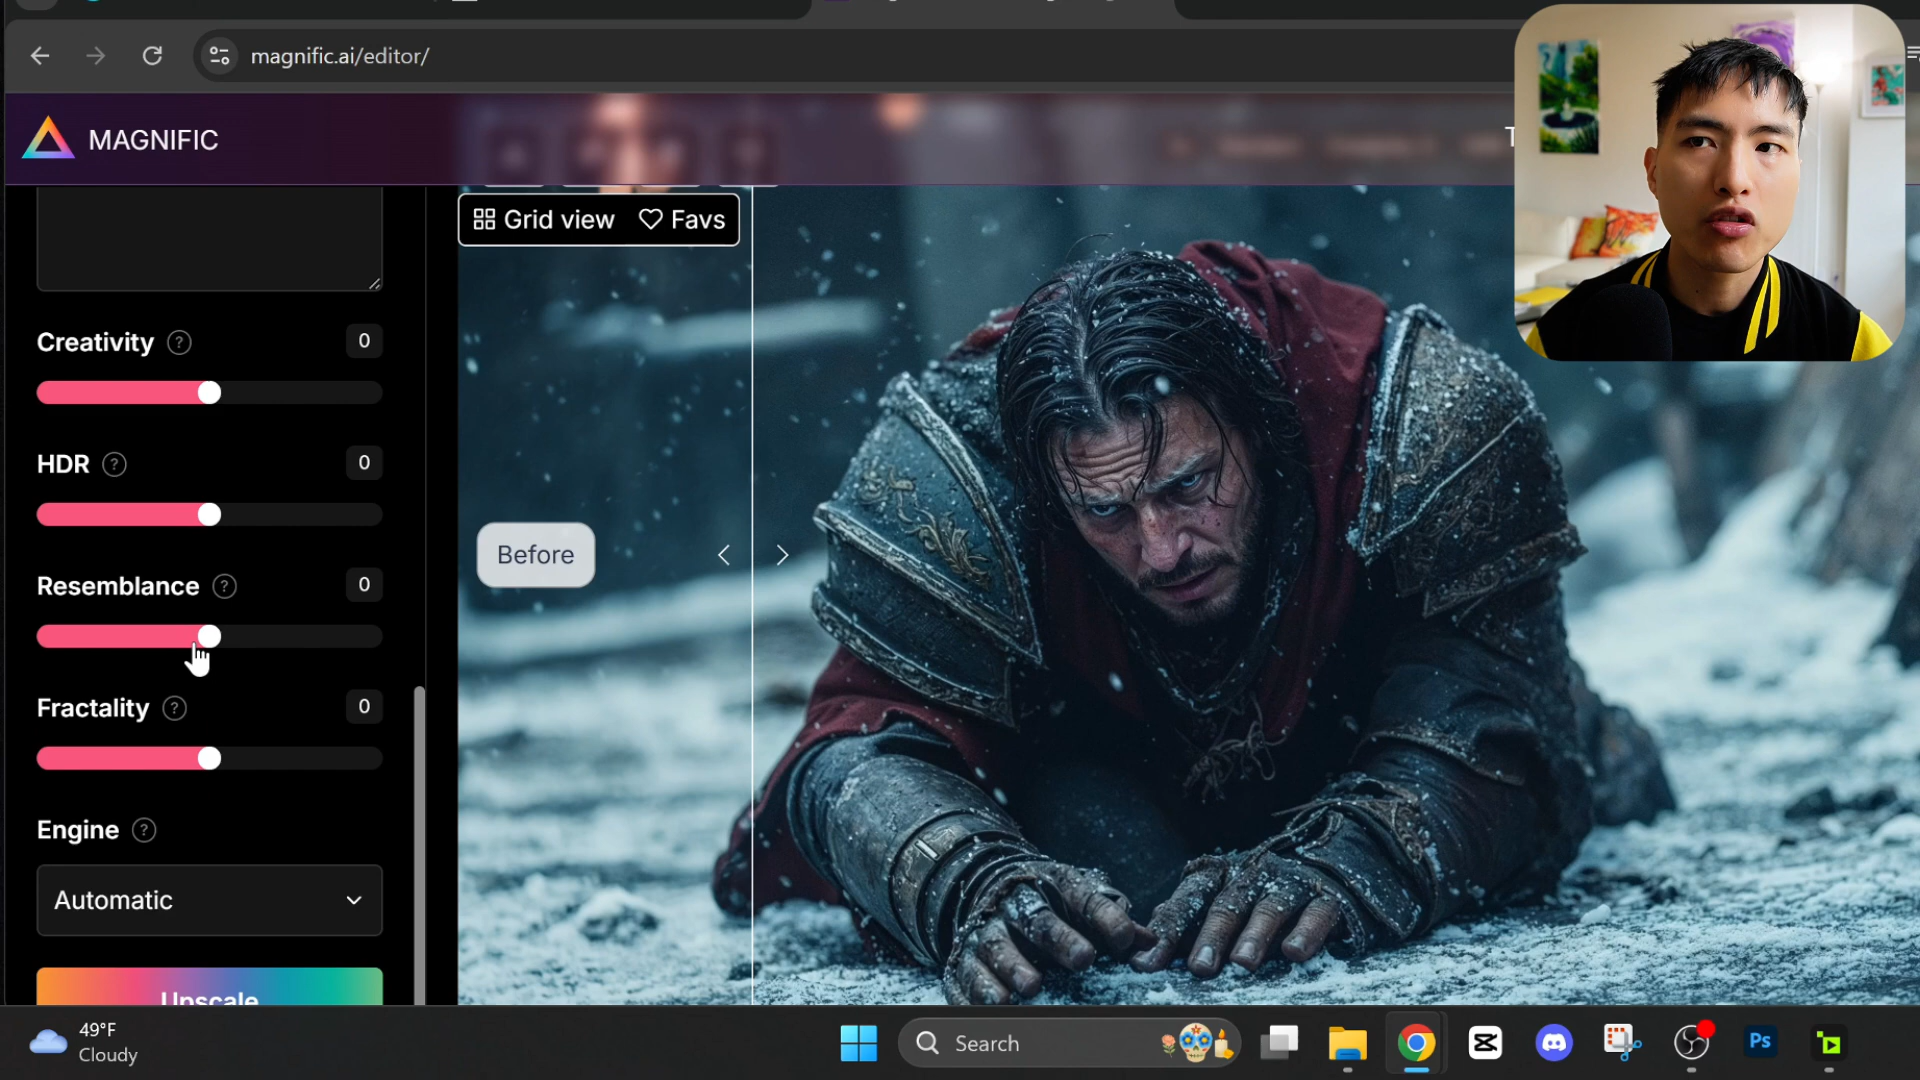 magnific.ai/editor/
MAGNIFIC
T
Grid view Favs
Creativity ? 0
HDR ? 0
Before
Resemblance ? 0
Fractality ? 0
Engine ?
Automatic
Upscale
49°F
Cloudy
Search
Ps